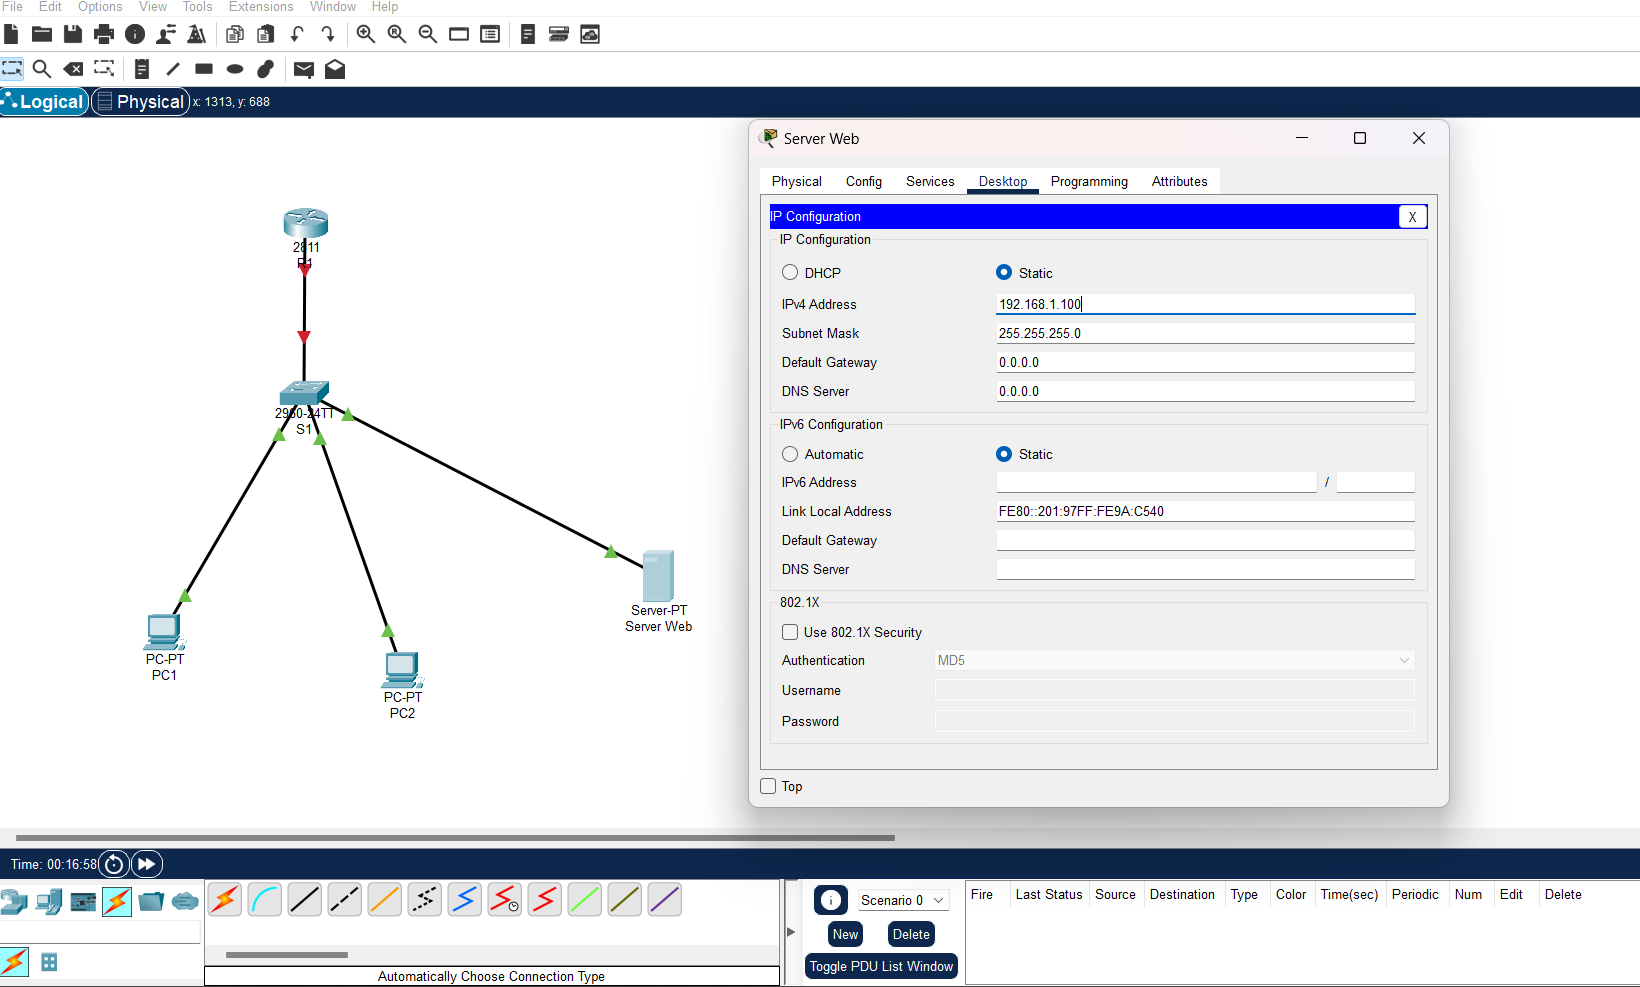 File Edit Options View Tools Extensions Window Help
Logical Physical x: 1313, y: 688
Server Web
Physical Config Services Desktop Programming Attributes
IP Configuration X
IP Configuration
DHCP Static
IPv4 Address 192.168.1.100
Subnet Mask 255.255.255.0
Default Gateway 0.0.0.0
DNS Server 0.0.0.0
IPv6 Configuration
Automatic Static
IPv6 Address /
Link Local Address FE80::201:97FF:FE9A:C540
Default Gateway
DNS Server
802.1X
Use 802.1X Security
Authentication MD5
Username
Password
Top
2811
R1
2960-24TT
S1
Server-PT
Server Web
PC-PT
PC1
PC-PT
PC2
Time: 00:16:58
Automatically Choose Connection Type
Scenario 0
New Delete
Toggle PDU List Window
Fire Last Status Source Destination Type Color Time(sec) Periodic Num Edit Delete